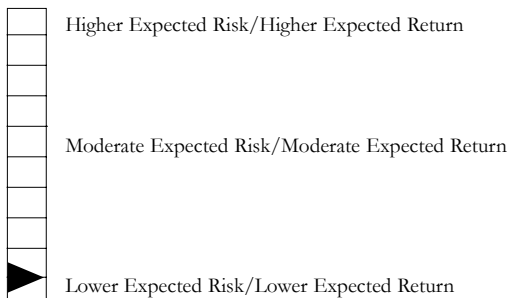 Higher Expected Risk/Higher Expected Return
Moderate Expected Risk/Moderate Expected Return
Lower Expected Risk/Lower Expected Return